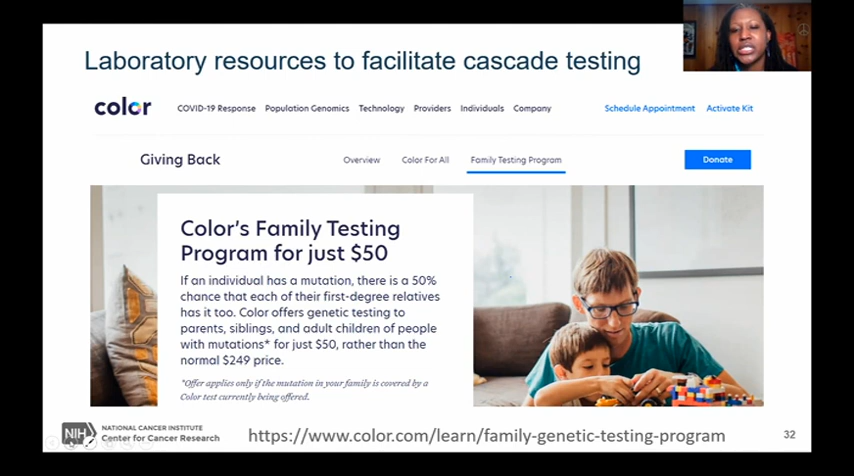 Laboratory resources to facilitate cascade testing
color
COVID-19 Response Population Genomics Technology Providers Individuals Company
Schedule Appointment Activate Kit
Giving Back
Overview Color For All Family Testing Program
Donate
Color's Family Testing
Program for just $50
If an individual has a mutation, there is a 50%
chance that each of their first-degree relatives
has it too. Color offers genetic testing to
parents, siblings, and adult children of people
with mutations* for just $50, rather than the
normal $249 price.
*Offer applies only if the mutation in your family is covered by a
Color test currently being offered.
NIH
NATIONAL CANCER INSTITUTE
Center for Cancer Research
https://www.color.com/learn/family-genetic-testing-program
32